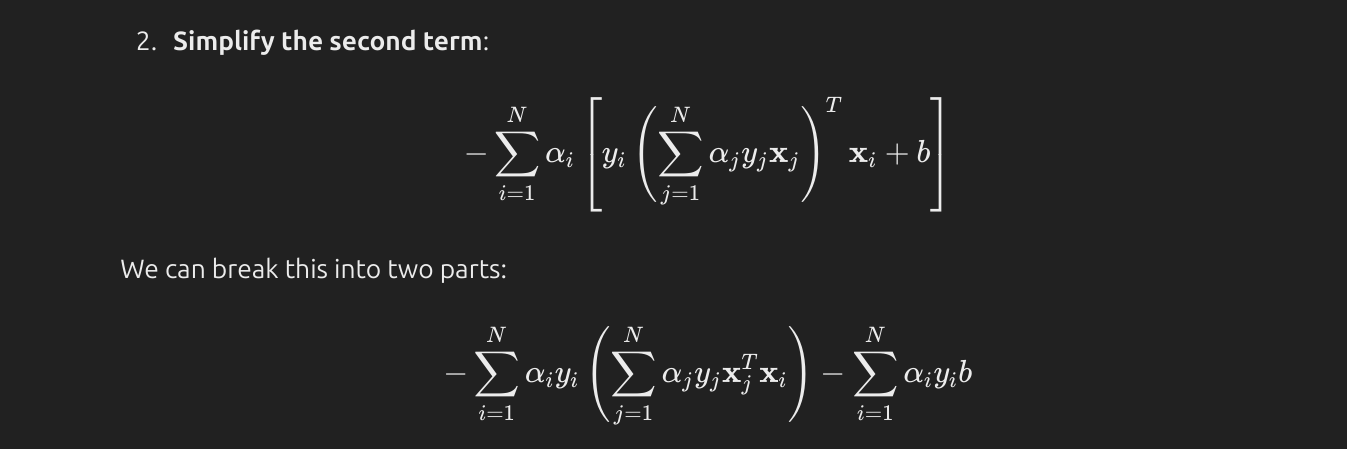 2. Simplify the second term:
$$-\sum_{i=1}^{N} \alpha_i \left[ y_i \left( \sum_{j=1}^{N} \alpha_j y_j \mathbf{x}_j \right)^T \mathbf{x}_i + b \right]$$
We can break this into two parts:
$$-\sum_{i=1}^{N} \alpha_i y_i \left( \sum_{j=1}^{N} \alpha_j y_j \mathbf{x}_j^T \mathbf{x}_i \right) - \sum_{i=1}^{N} \alpha_i y_i b$$